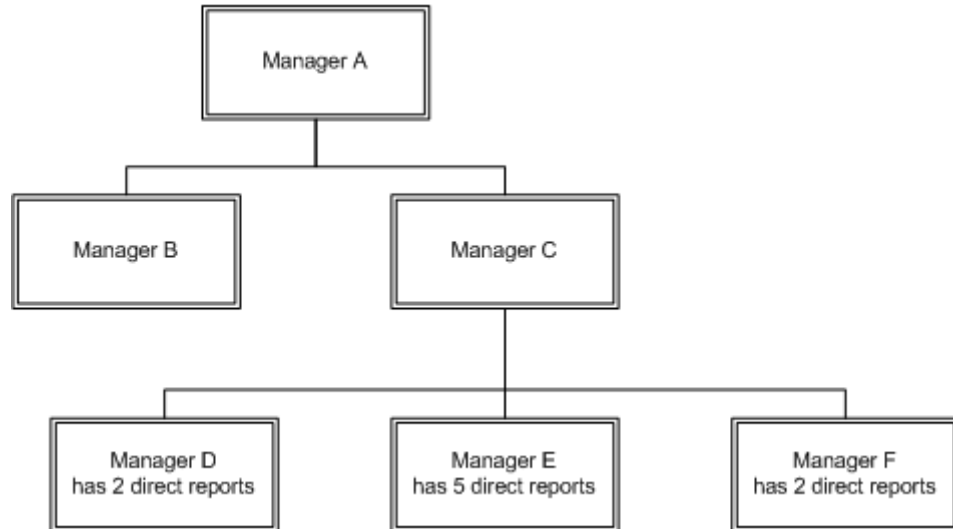 Manager A
Manager B
Manager C
Manager D
has 2 direct reports
Manager E
has 5 direct reports
Manager F
has 2 direct reports